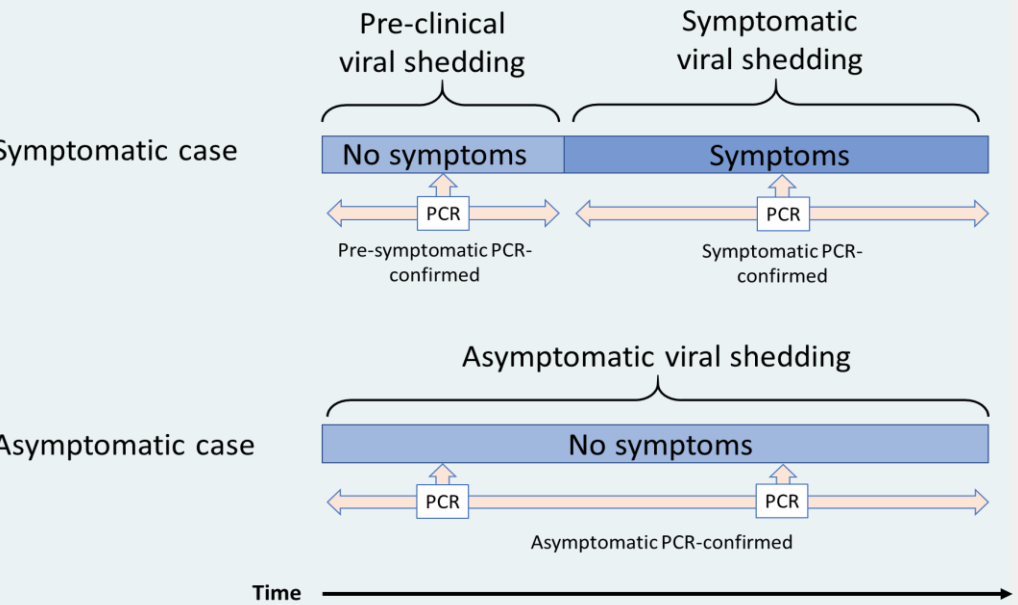 Pre-clinical
viral shedding
Symptomatic
viral shedding
Symptomatic case
No symptoms
Symptoms
PCR
PCR
Pre-symptomatic PCR-
confirmed
Symptomatic PCR-
confirmed
Asymptomatic viral shedding
Asymptomatic case
No symptoms
PCR
PCR
Asymptomatic PCR-confirmed
Time